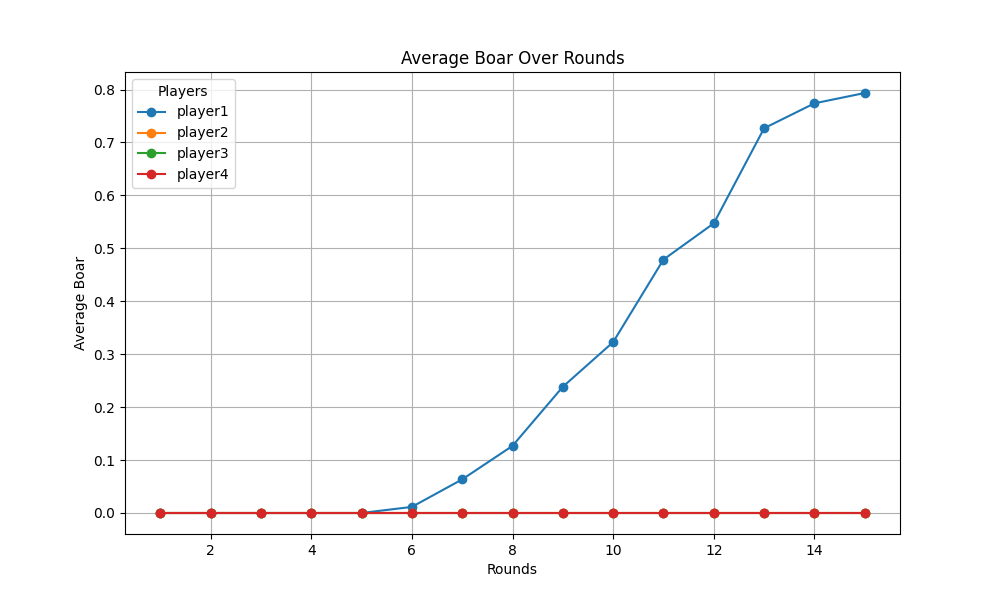 Average Boar Over Rounds
Players
player1
player2
player3
player4
Average Boar
0.8
0.7
0.6
0.5
0.4
0.3
0.2
0.1
0.0
2 4 6 8 10 12 14
Rounds